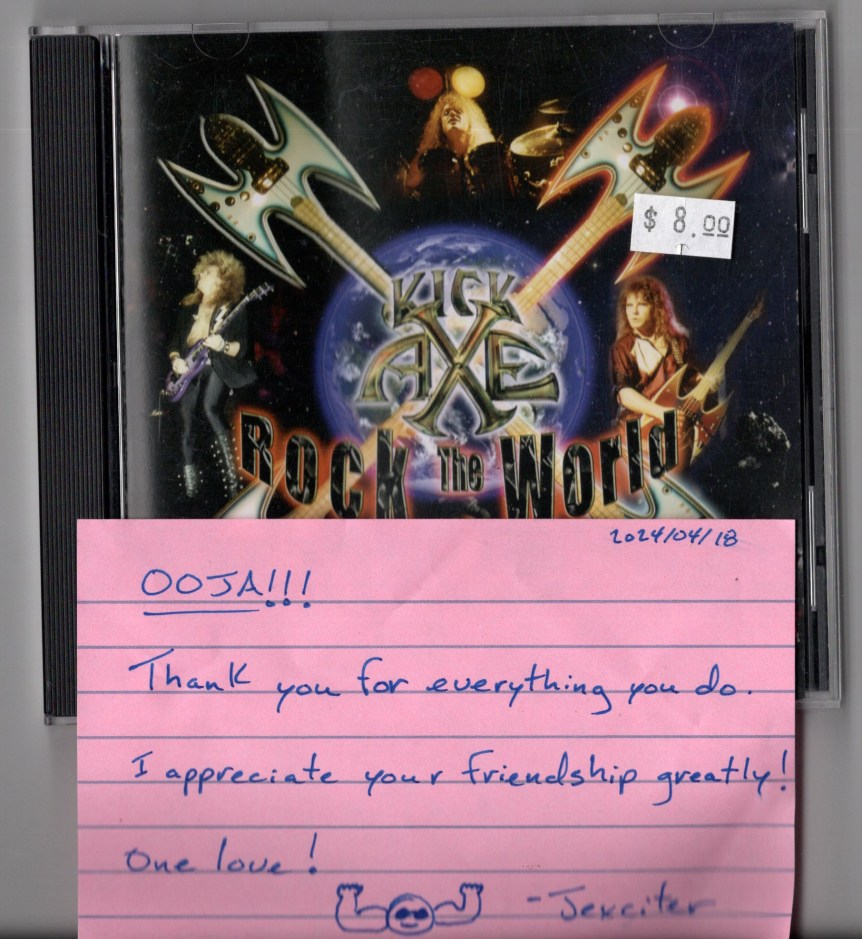 $ 8.00
KICK
AXE
Rock The World
2024/04/18
OOJA!!!
Thank you for everything you do.
I appreciate your friendship greatly!
One love!
-Jexciter